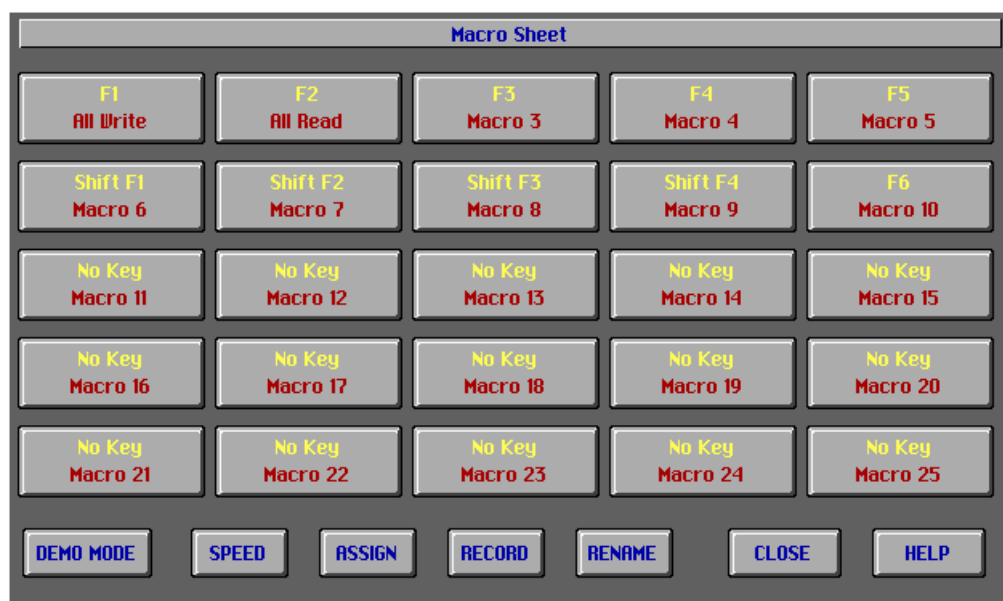 Macro Sheet
F1
All Write
F2
All Read
F3
Macro 3
F4
Macro 4
F5
Macro 5
Shift F1
Macro 6
Shift F2
Macro 7
Shift F3
Macro 8
Shift F4
Macro 9
F6
Macro 10
No Key
Macro 11
No Key
Macro 12
No Key
Macro 13
No Key
Macro 14
No Key
Macro 15
No Key
Macro 16
No Key
Macro 17
No Key
Macro 18
No Key
Macro 19
No Key
Macro 20
No Key
Macro 21
No Key
Macro 22
No Key
Macro 23
No Key
Macro 24
No Key
Macro 25
DEMO MODE
SPEED
ASSIGN
RECORD
RENAME
CLOSE
HELP